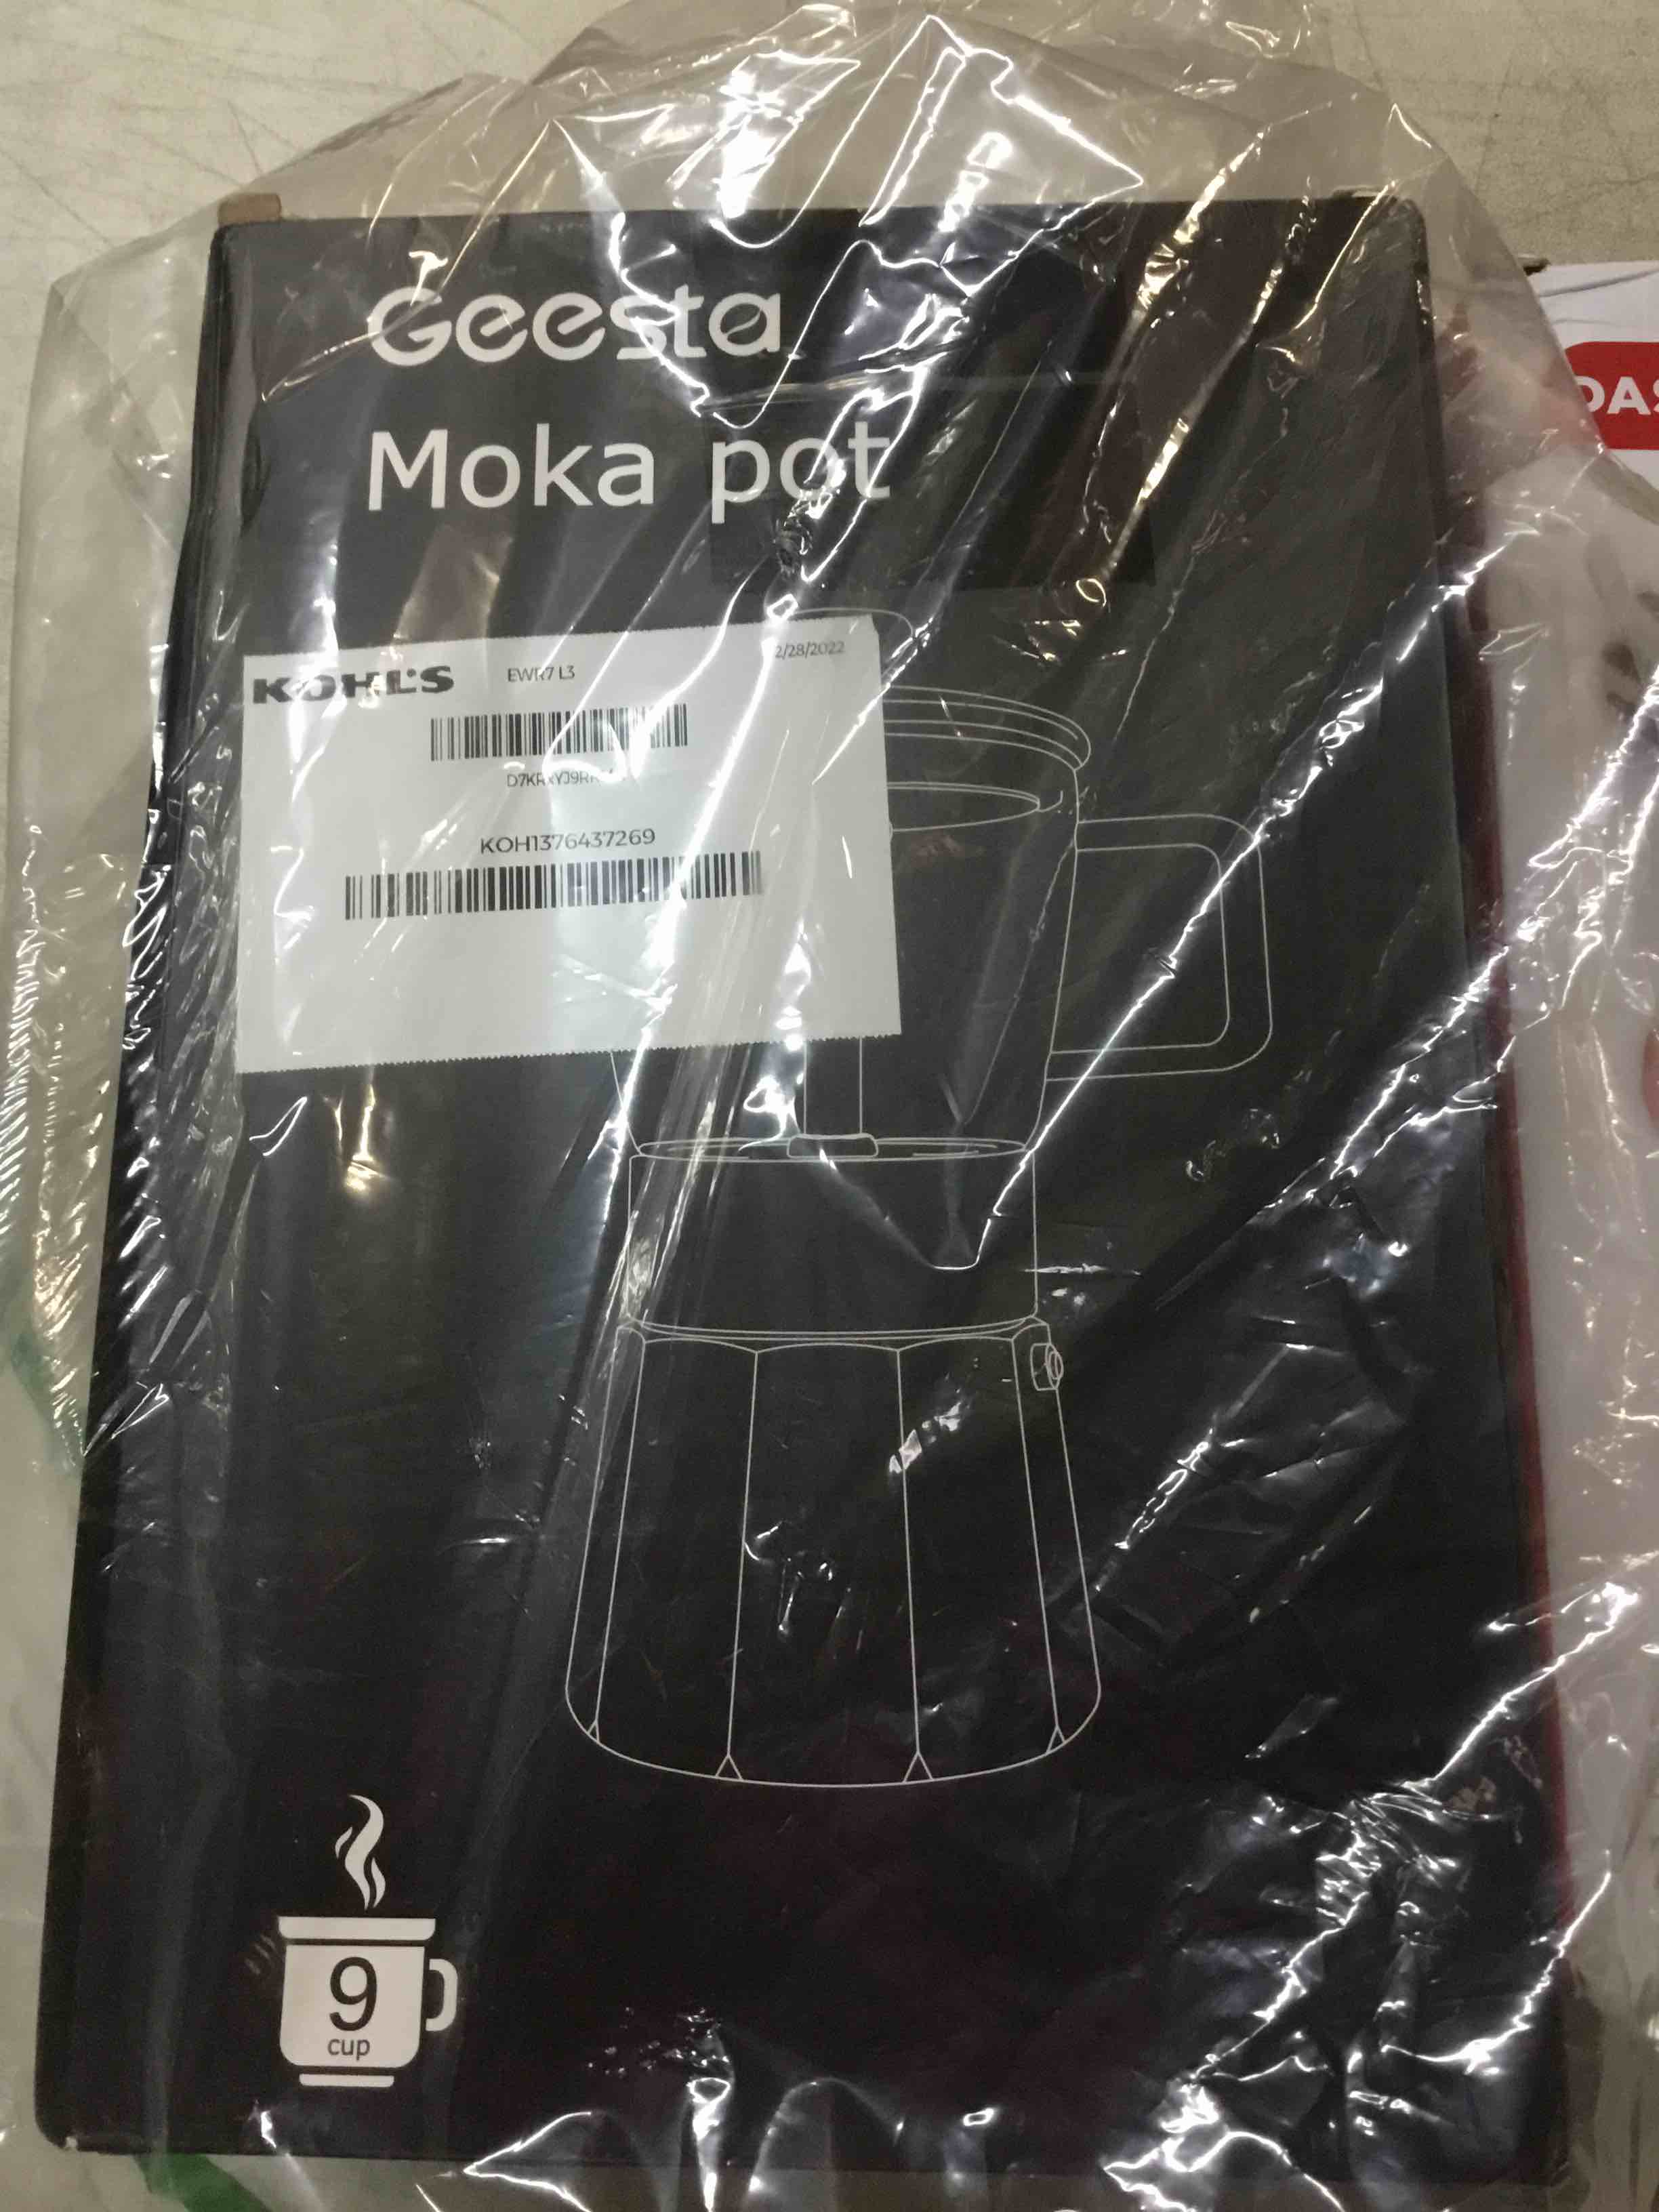 Geesta
Moka pot
KOHL'S
EWR7 L3
2/28/2022
KOH1376437269
9
cup